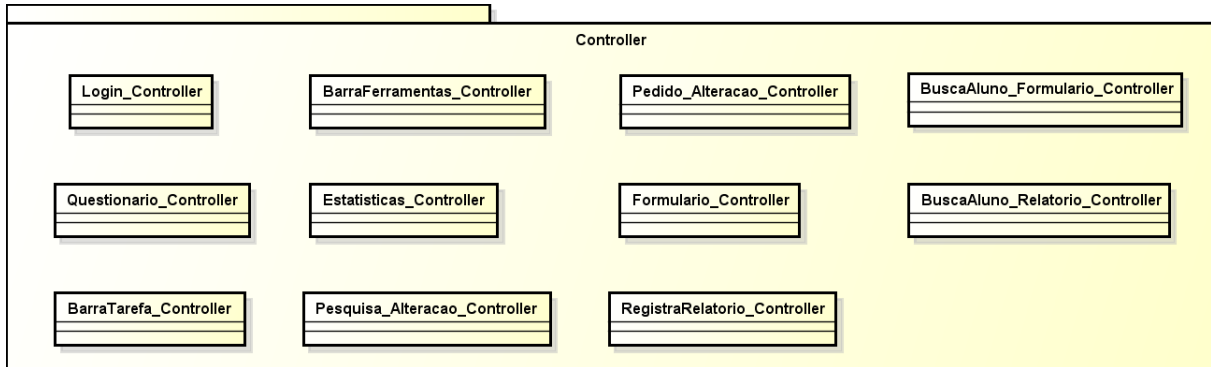 Controller
Login_Controller
BarraFerramentas_Controller
Pedido_Alteracao_Controller
BuscaAluno_Formulario_Controller
Questionario_Controller
Estatisticas_Controller
Formulario_Controller
BuscaAluno_Relatorio_Controller
BarraTarefa_Controller
Pesquisa_Alteracao_Controller
RegistraRelatorio_Controller